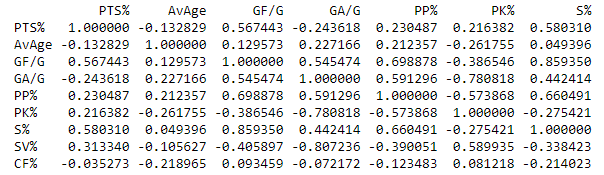 PTS% AvAge GF/G GA/G PP% PK% S%
PTS% 1.000000 -0.132829 0.567443 -0.243618 0.230487 0.216382 0.580310
AvAge -0.132829 1.000000 0.129573 0.227166 0.212357 -0.261755 0.049396
GF/G 0.567443 0.129573 1.000000 0.545474 0.698878 -0.386546 0.859350
GA/G -0.243618 0.227166 0.545474 1.000000 0.591296 -0.780818 0.442414
PP% 0.230487 0.212357 0.698878 0.591296 1.000000 -0.573868 0.660491
PK% 0.216382 -0.261755 -0.386546 -0.780818 -0.573868 1.000000 -0.275421
S% 0.580310 0.049396 0.859350 0.442414 0.660491 -0.275421 1.000000
SV% 0.313340 -0.105627 -0.405897 -0.807236 -0.390051 0.589935 -0.338423
CF% -0.035273 -0.218965 0.093459 -0.072172 -0.123483 0.081218 -0.214023